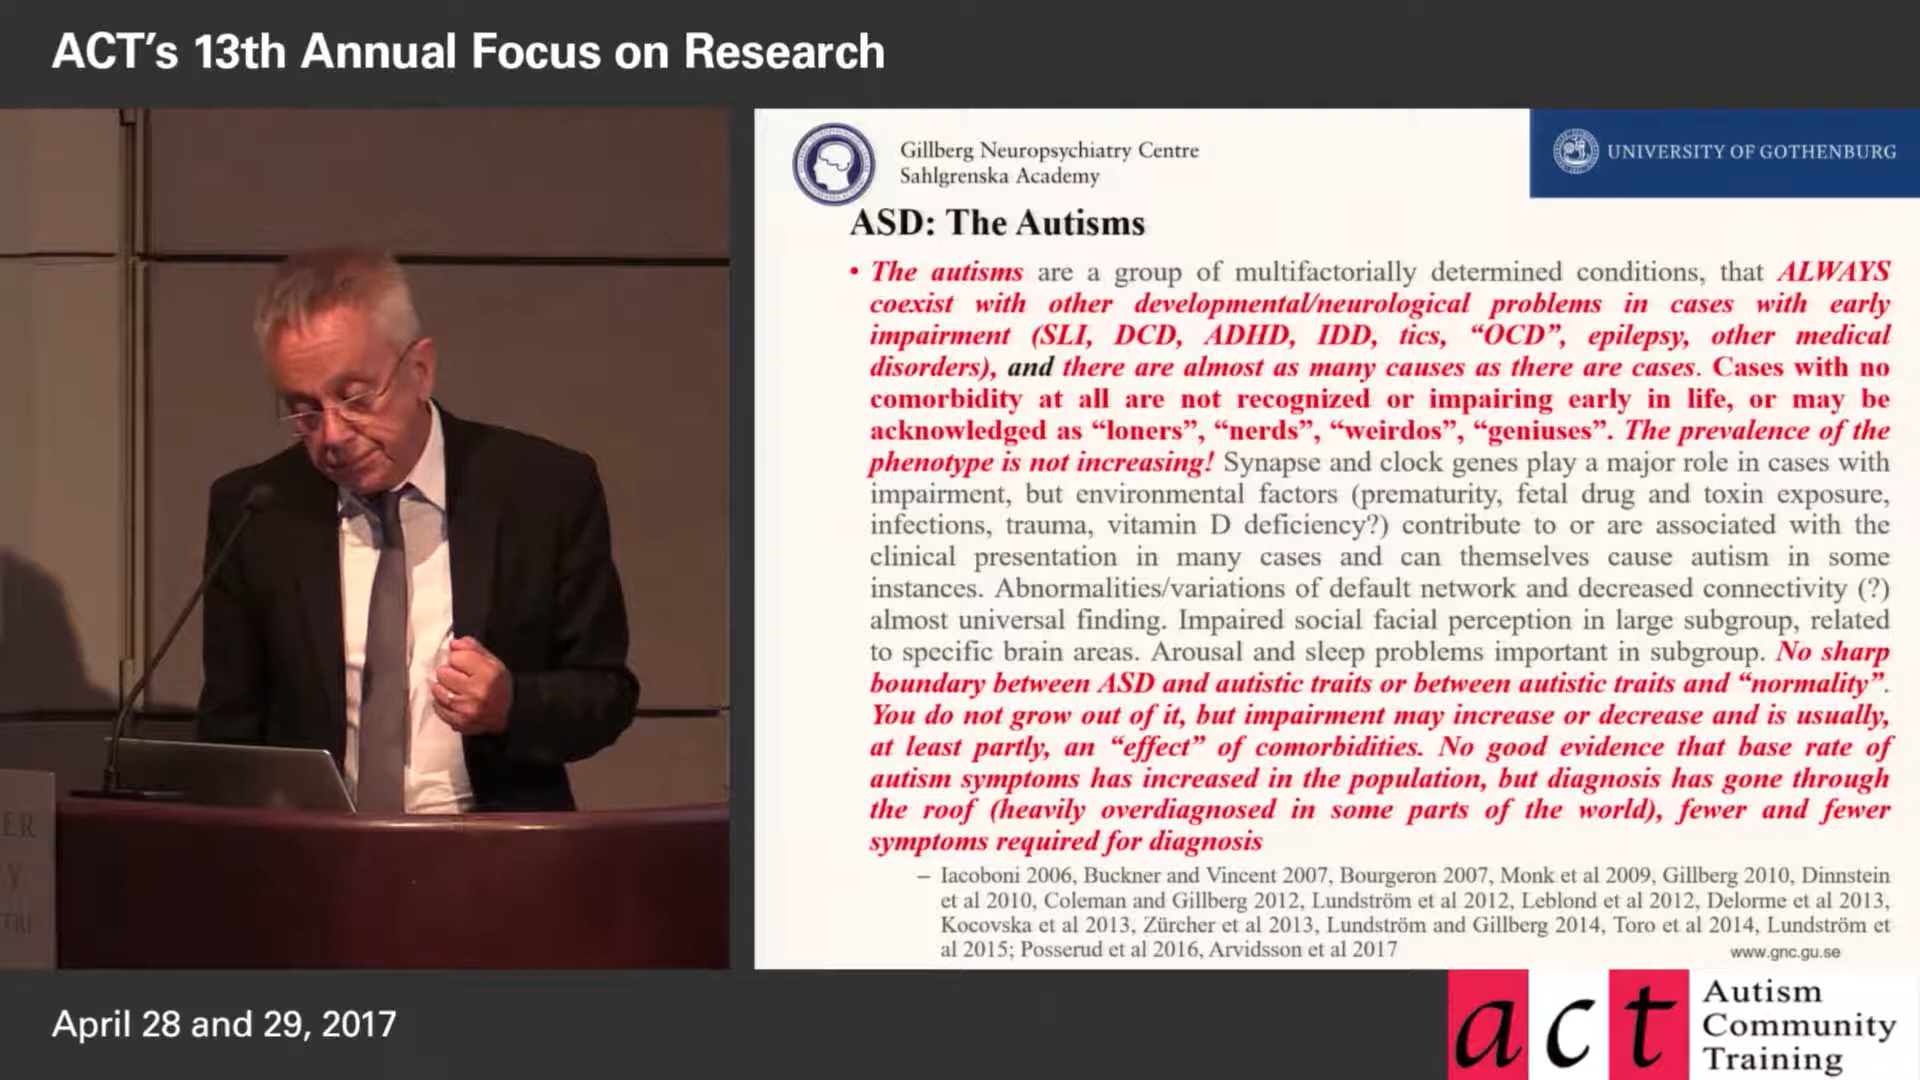 ACT's 13th Annual Focus on Research
Gillberg Neuropsychiatry Centre
Sahlgrenska Academy
UNIVERSITY OF GOTHENBURG
ASD: The Autisms
• The autisms are a group of multifactorially determined conditions, that ALWAYS
coexist with other developmental/neurological problems in cases with early
impairment (SLI, DCD, ADHD, IDD, tics, “OCD”, epilepsy, other medical
disorders), and there are almost as many causes as there are cases. Cases with no
comorbidity at all are not recognized or impairing early in life, or may be
acknowledged as “loners”, “nerds”, “weirdos”, “geniuses”. The prevalence of the
phenotype is not increasing! Synapse and clock genes play a major role in cases with
impairment, but environmental factors (prematurity, fetal drug and toxin exposure,
infections, trauma, vitamin D deficiency?) contribute to or are associated with the
clinical presentation in many cases and can themselves cause autism in some
instances. Abnormalities/variations of default network and decreased connectivity (?)
almost universal finding. Impaired social facial perception in large subgroup, related
to specific brain areas. Arousal and sleep problems important in subgroup. No sharp
boundary between ASD and autistic traits or between autistic traits and “normality”.
You do not grow out of it, but impairment may increase or decrease and is usually,
at least partly, an “effect” of comorbidities. No good evidence that base rate of
autism symptoms has increased in the population, but diagnosis has gone through
the roof (heavily overdiagnosed in some parts of the world), fewer and fewer
symptoms required for diagnosis
– Iacoboni 2006, Buckner and Vincent 2007, Bourgeron 2007, Monk et al 2009, Gillberg 2010, Dinnstein
et al 2010, Coleman and Gillberg 2012, Lundström et al 2012, Leblond et al 2012, Delorme et al 2013,
Kocovska et al 2013, Zürcher et al 2013, Lundström and Gillberg 2014, Toro et al 2014, Lundström et
al 2015; Posserud et al 2016, Arvidsson et al 2017
www.gnc.gu.se
April 28 and 29, 2017
act
Autism
Community
Training